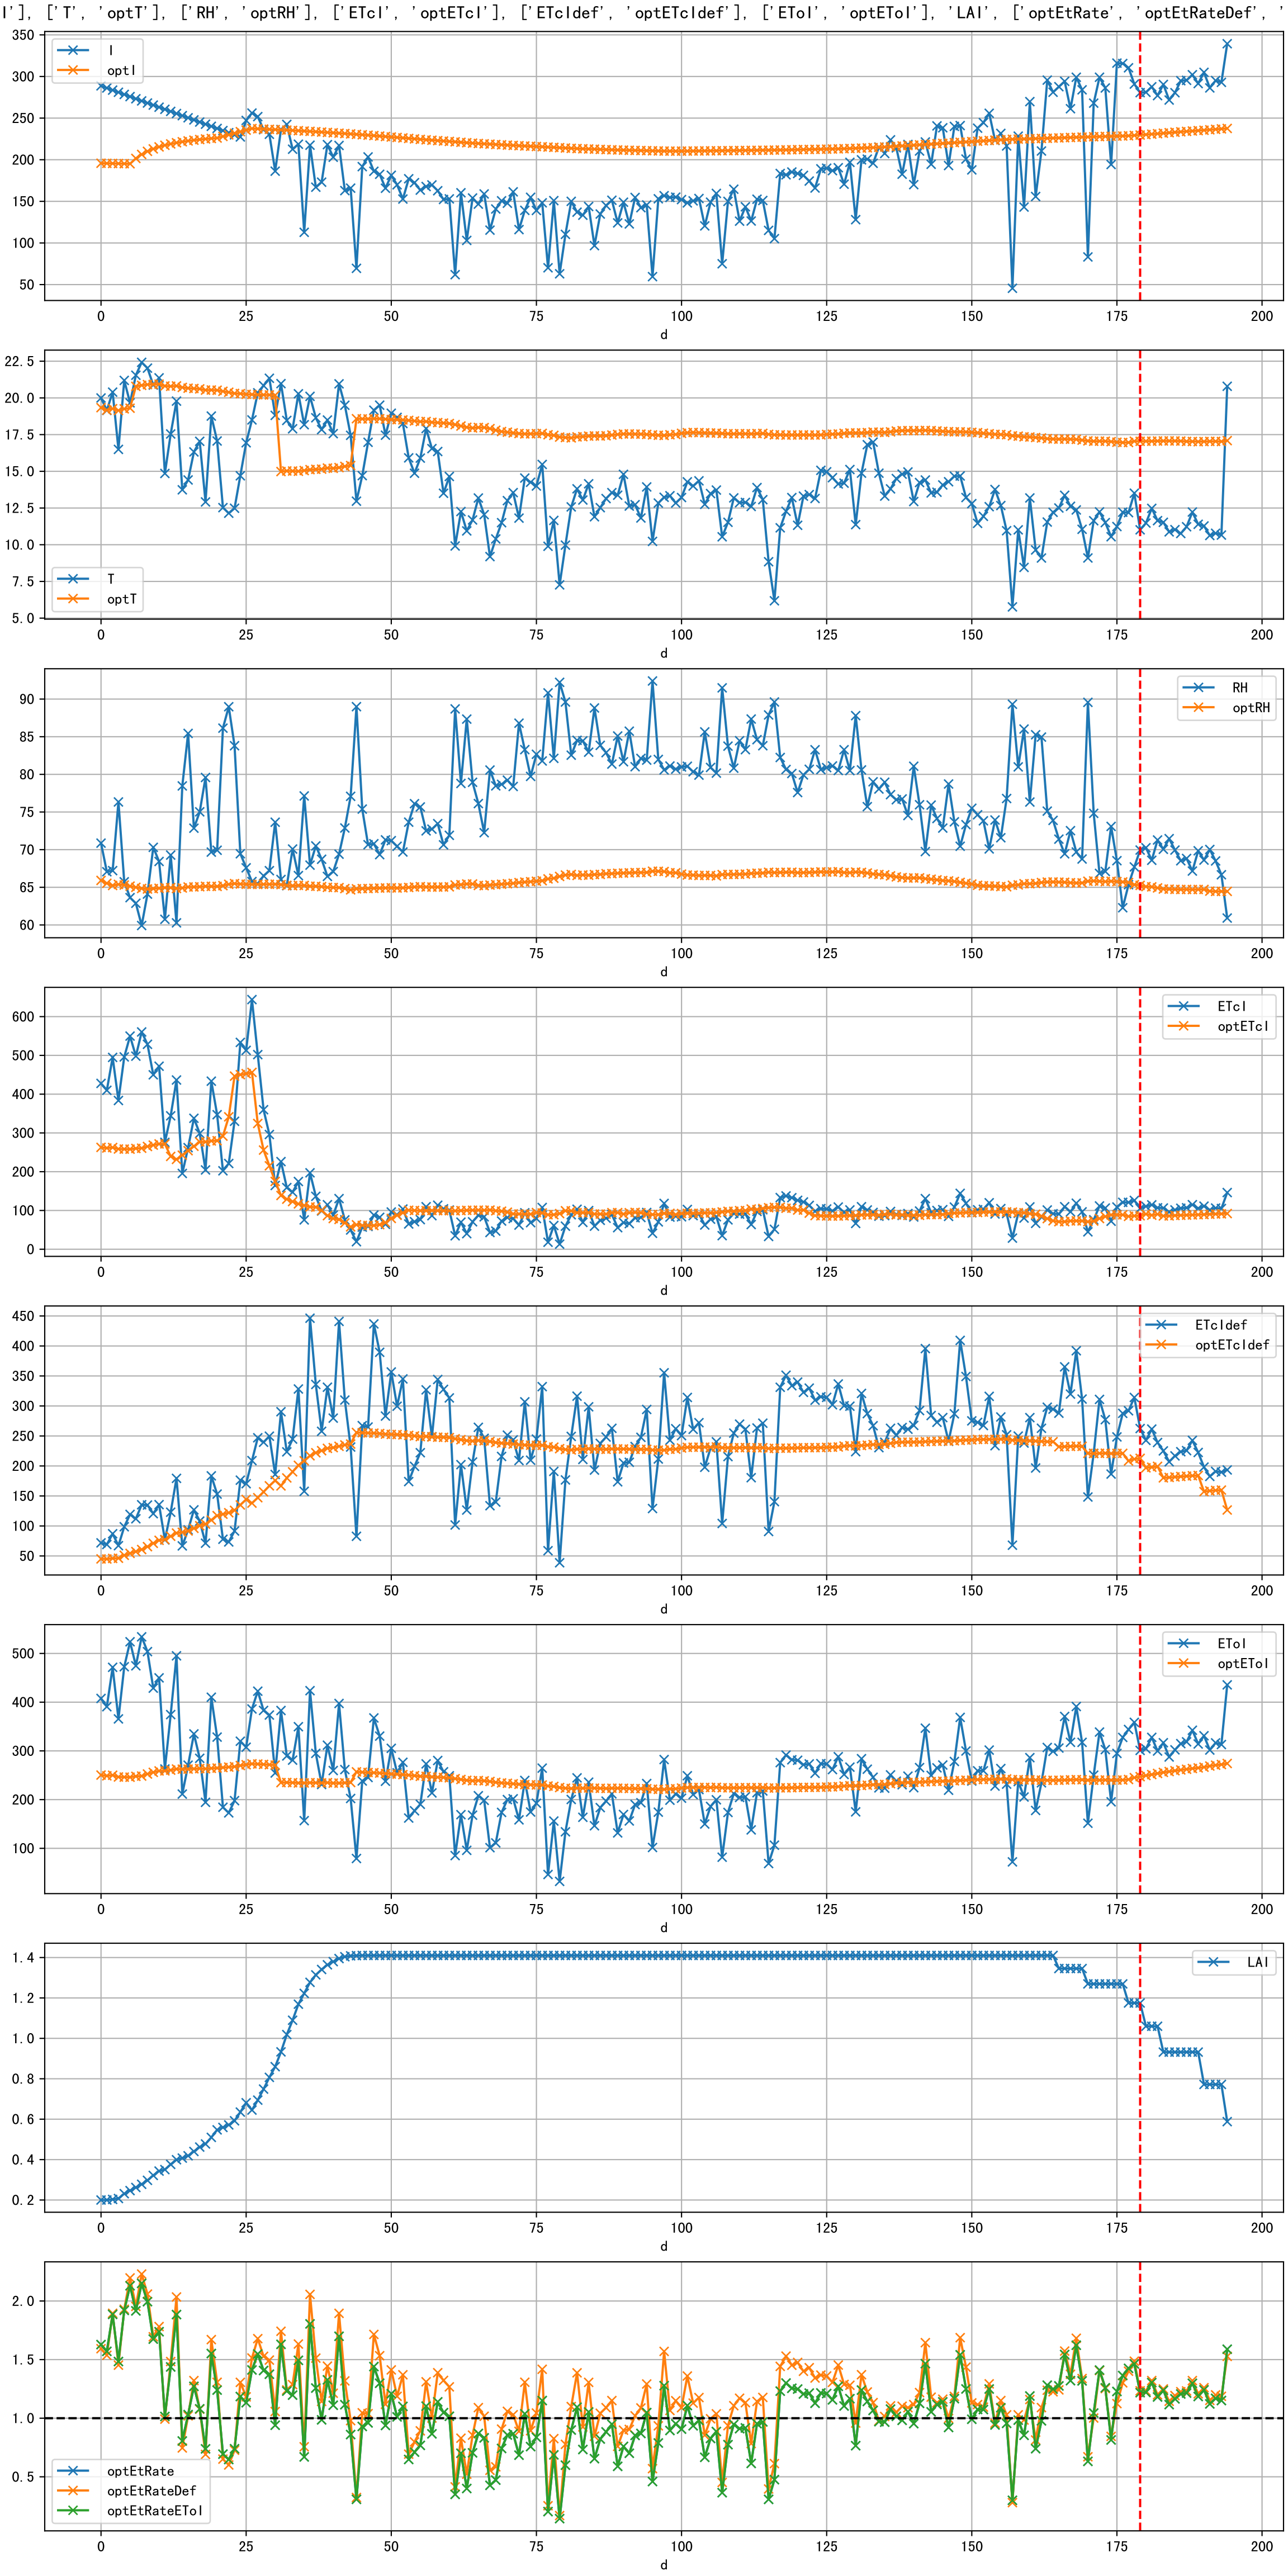 I'], ['T', 'optT'], ['RH', 'optRH'], ['ETcI', 'optETcI'], ['ETcIdef', 'optETcIdef'], ['EToI', 'optEToI'], 'LAI', ['optEtRate', 'optEtRateDef', '
350
300
250
200
150
100
50
I
optI
0 25 50 75 100 125 150 175 200
d
22.5
20.0
17.5
15.0
12.5
10.0
7.5
5.0
T
optT
0 25 50 75 100 125 150 175 200
d
90
85
80
75
70
65
60
RH
optRH
0 25 50 75 100 125 150 175 200
d
600
500
400
300
200
100
0
ETcI
optETcI
0 25 50 75 100 125 150 175 200
d
450
400
350
300
250
200
150
100
50
ETcIdef
optETcIdef
0 25 50 75 100 125 150 175 200
d
500
400
300
200
100
EToI
optEToI
0 25 50 75 100 125 150 175 200
d
1.4
1.2
1.0
0.8
0.6
0.4
0.2
LAI
0 25 50 75 100 125 150 175 200
d
2.0
1.5
1.0
0.5
optEtRate
optEtRateDef
optEtRateEToI
0 25 50 75 100 125 150 175 200
d